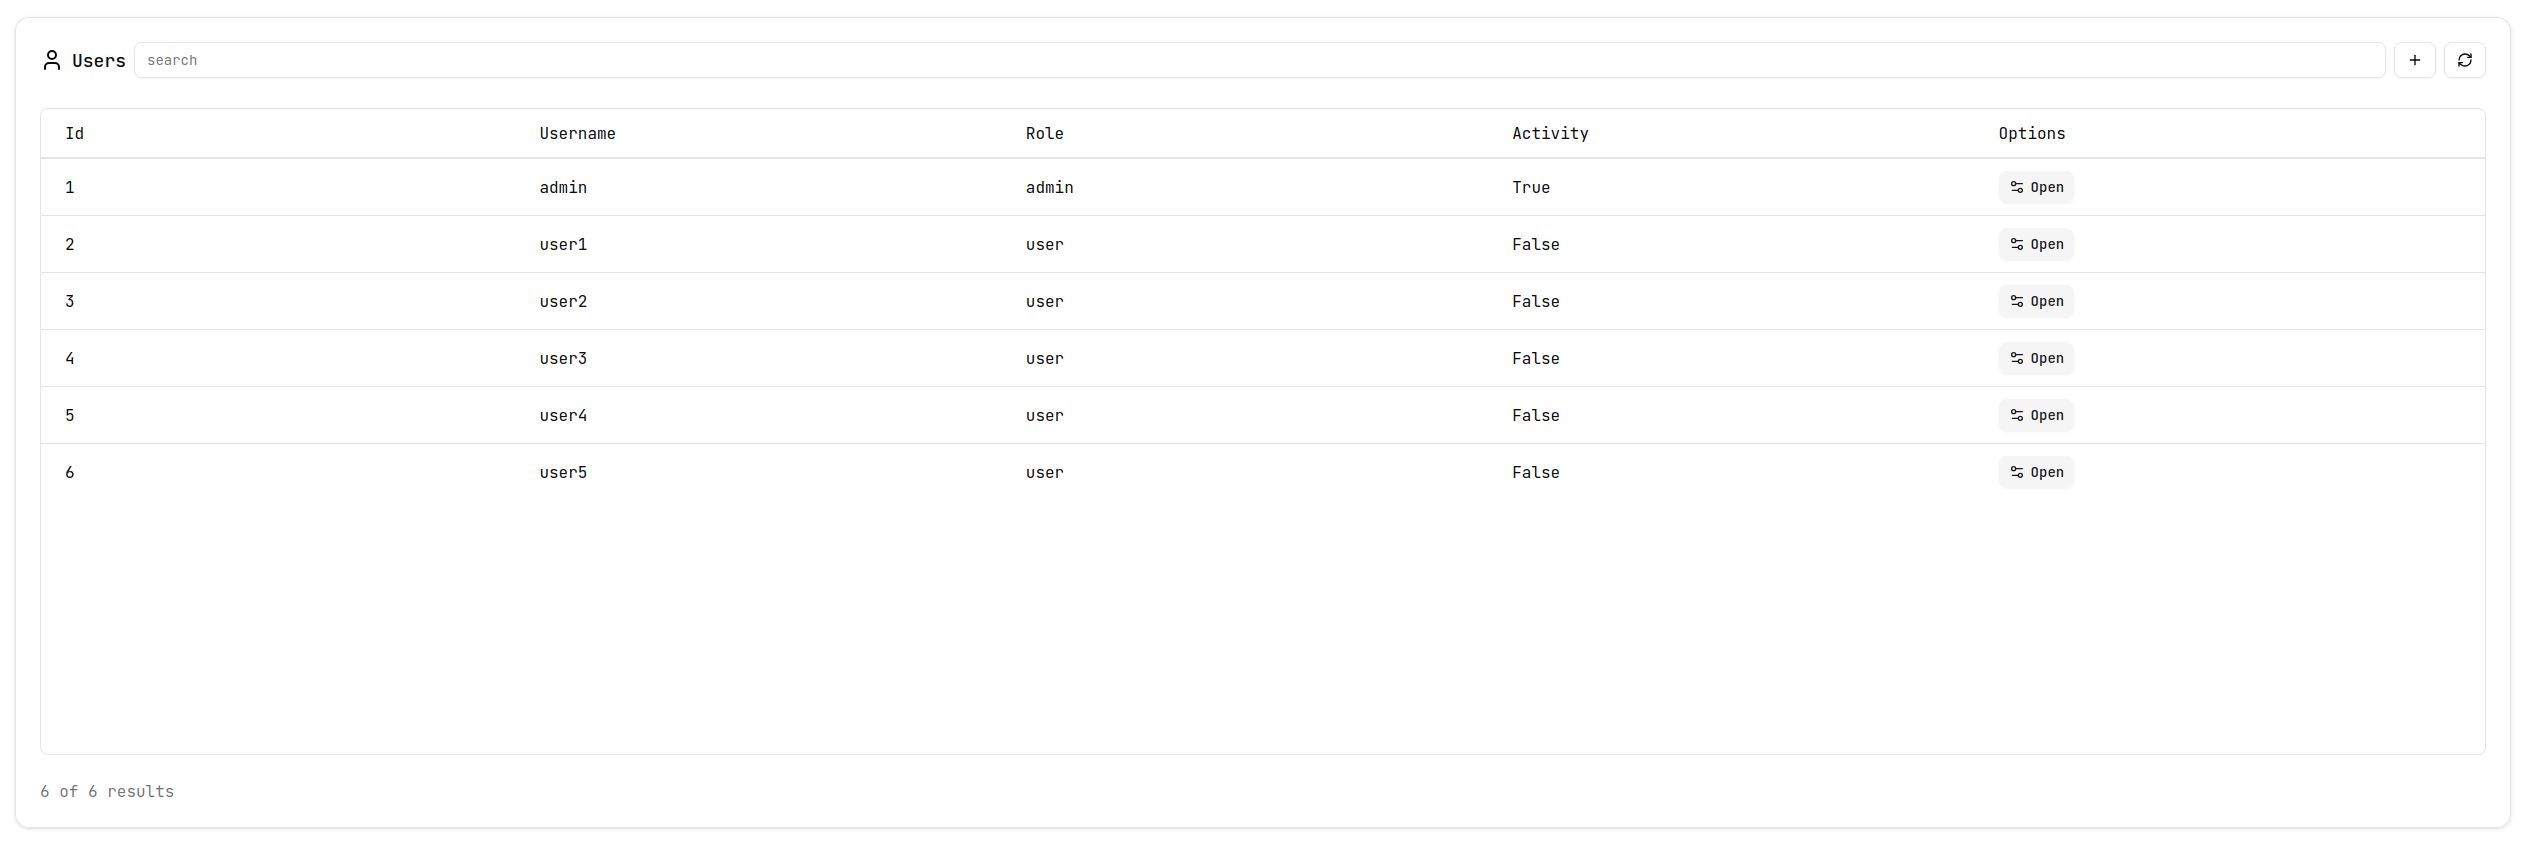 Users search
Id Username Role Activity Options
1 admin admin True Open
2 user1 user False Open
3 user2 user False Open
4 user3 user False Open
5 user4 user False Open
6 user5 user False Open
6 of 6 results